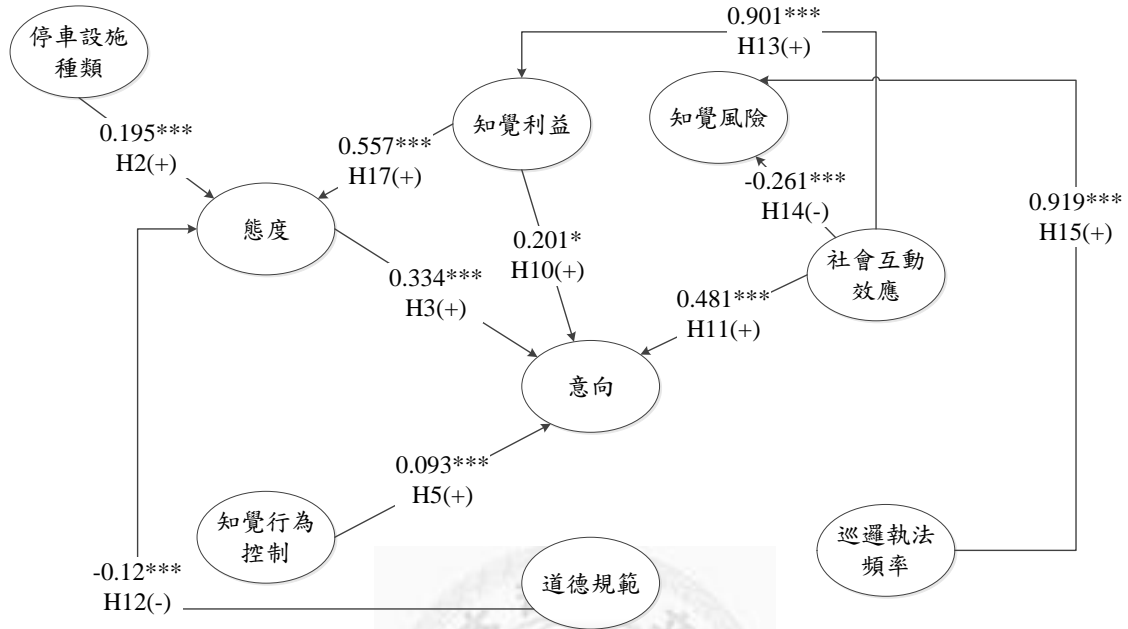 0.901***
H13(+)
停車設施
種類
知覺利益
知覺風險
0.195***
H2(+)
0.557***
H17(+)
-0.261***
H14(-)
0.919***
H15(+)
態度
0.201*
H10(+)
社會互動
效應
0.334***
H3(+)
0.481***
H11(+)
意向
0.093***
H5(+)
知覺行為
控制
巡邏執法
頻率
-0.12***
H12(-)
道德規範